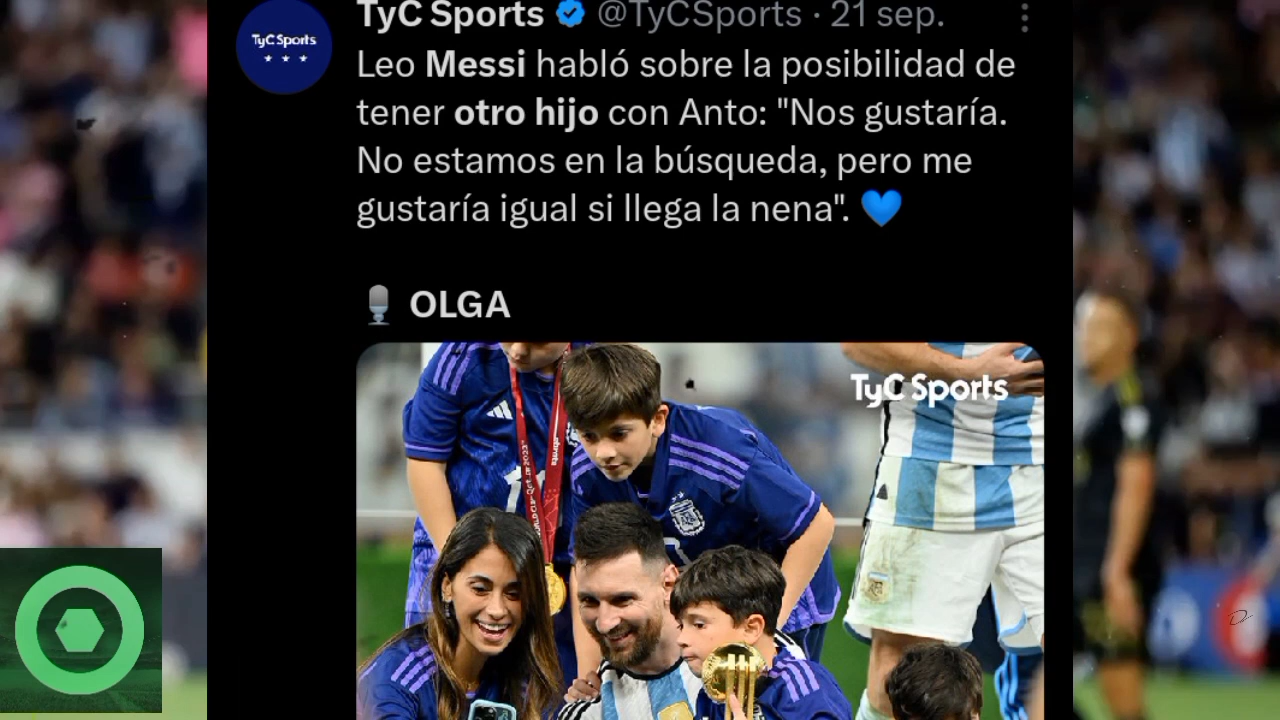 TyC Sports @TyCSports · 21 sep.
TyC Sports
Leo Messi habló sobre la posibilidad de
tener otro hijo con Anto: "Nos gustaría.
No estamos en la búsqueda, pero me
gustaría igual si llega la nena". 💙
🎙️ OLGA
TyC Sports